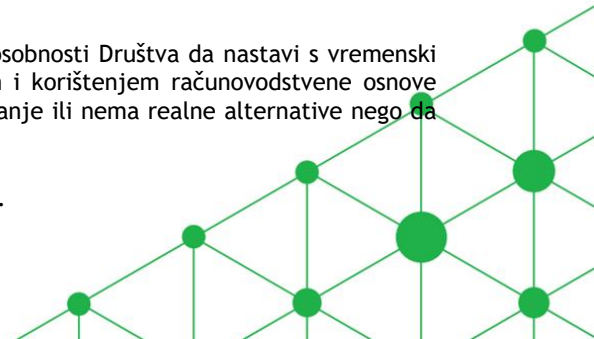 osobnosti Društva da nastavi s vremenski
i korištenjem računovodstvene osnove
anje ili nema realne alternative nego da
.